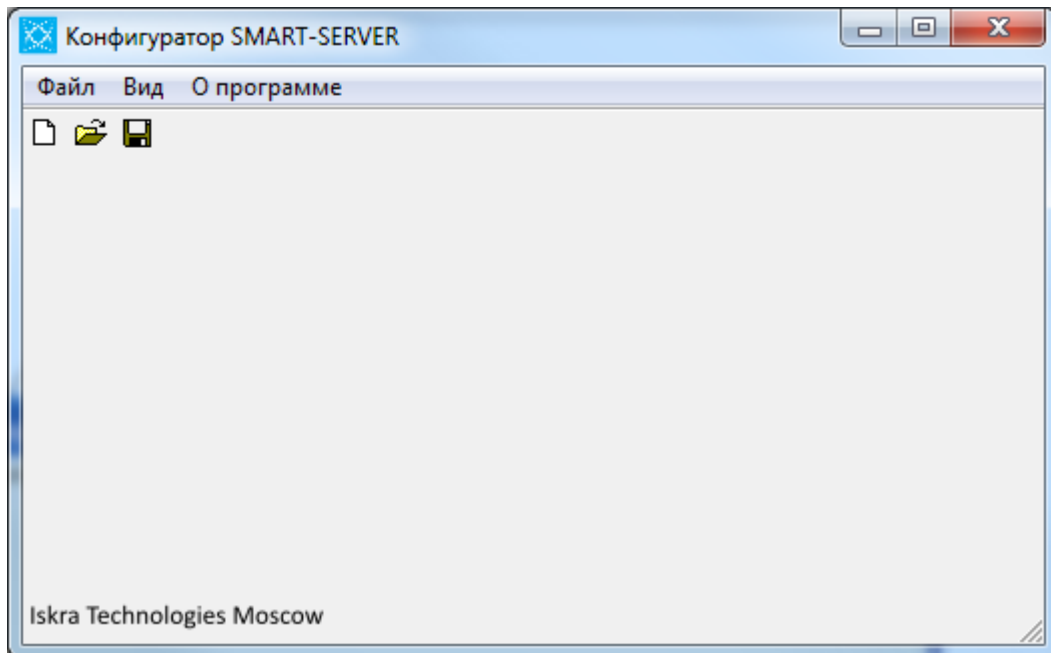 Конфигуратор SMART-SERVER
Файл Вид О программе
Iskra Technologies Moscow